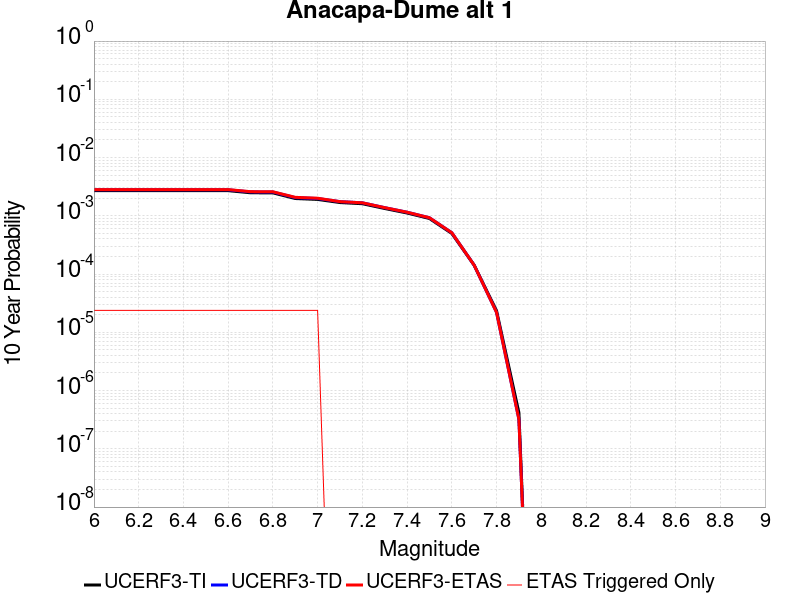 Anacapa-Dume alt 1
10 0
10 -1
10 -2
10 -3
10 -4
10 -5
10 -6
10 -7
10 -8
10 Year Probability
6 6.2 6.4 6.6 6.8 7 7.2 7.4 7.6 7.8 8 8.2 8.4 8.6 8.8 9
Magnitude
UCERF3-TI UCERF3-TD UCERF3-ETAS ETAS Triggered Only